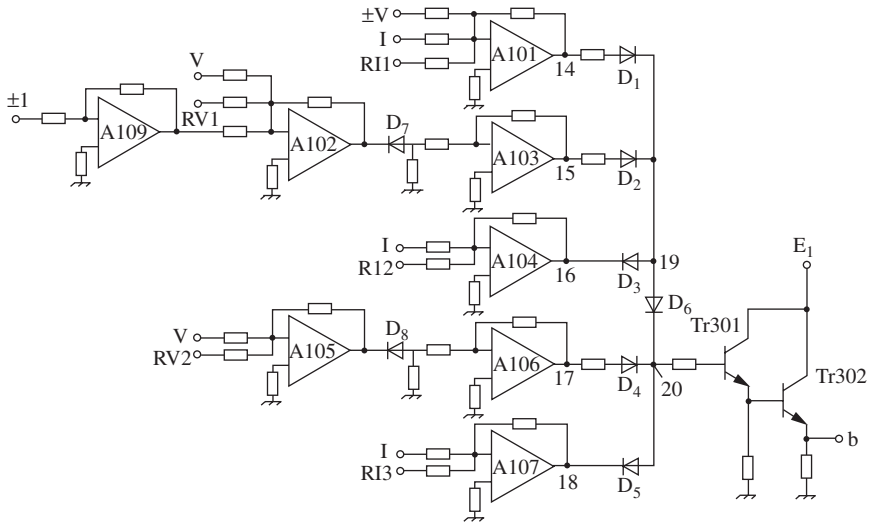 ±V
I
RI1
A101
14
D1
V
±1
RV1
A109
A102
D7
A103
15
D2
I
R12
A104
16
D3
19
E1
D6
Tr301
V
RV2
A105
D8
A106
17
D4
20
Tr302
b
I
RI3
A107
18
D5